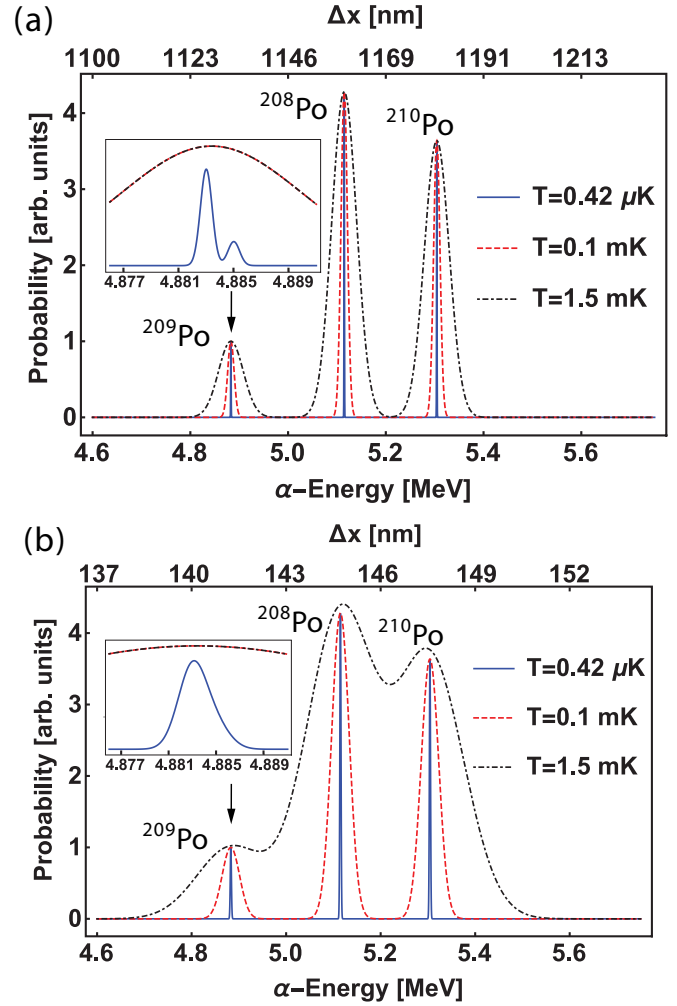 (a)
Δx [nm]
1100 1123 1146 1169 1191 1213
Probability [arb. units]
4
3
2
1
0
²⁰⁸Po
²¹⁰Po
²⁰⁹Po
4.877 4.881 4.885 4.889
T=0.42 μK
T=0.1 mK
T=1.5 mK
4.6 4.8 5.0 5.2 5.4 5.6
α-Energy [MeV]
(b)
Δx [nm]
137 140 143 146 149 152
Probability [arb. units]
4
3
2
1
0
²⁰⁸Po
²¹⁰Po
²⁰⁹Po
4.877 4.881 4.885 4.889
T=0.42 μK
T=0.1 mK
T=1.5 mK
4.6 4.8 5.0 5.2 5.4 5.6
α-Energy [MeV]